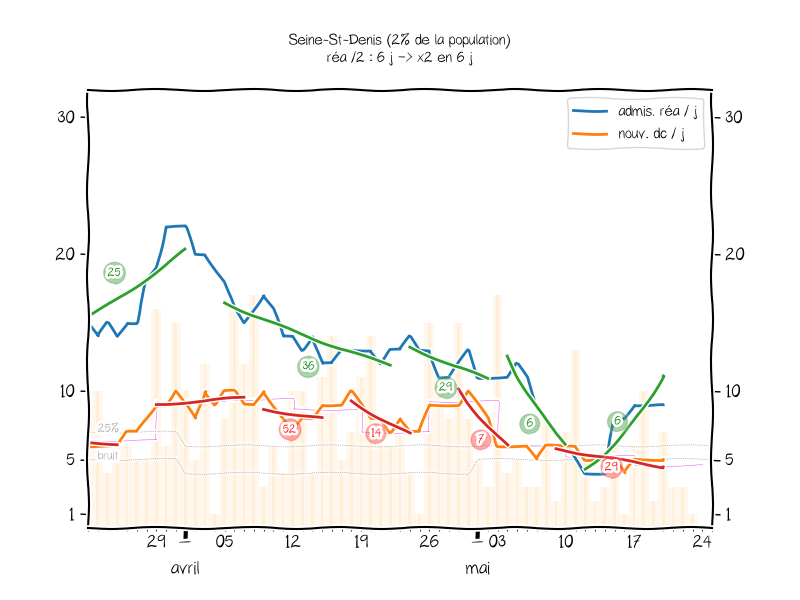 Seine-St-Denis (2% de la population)
réa /2 : 6 j -> x2 en 6 j
30 30
admis. réa / j
nouv. dc / j
20 20
25
36
10 10
29
25%
6 6
52 14 7
bruit
5 5
29
1 1
29 1 05 12 19 26 1 03 10 17 24
avril mai